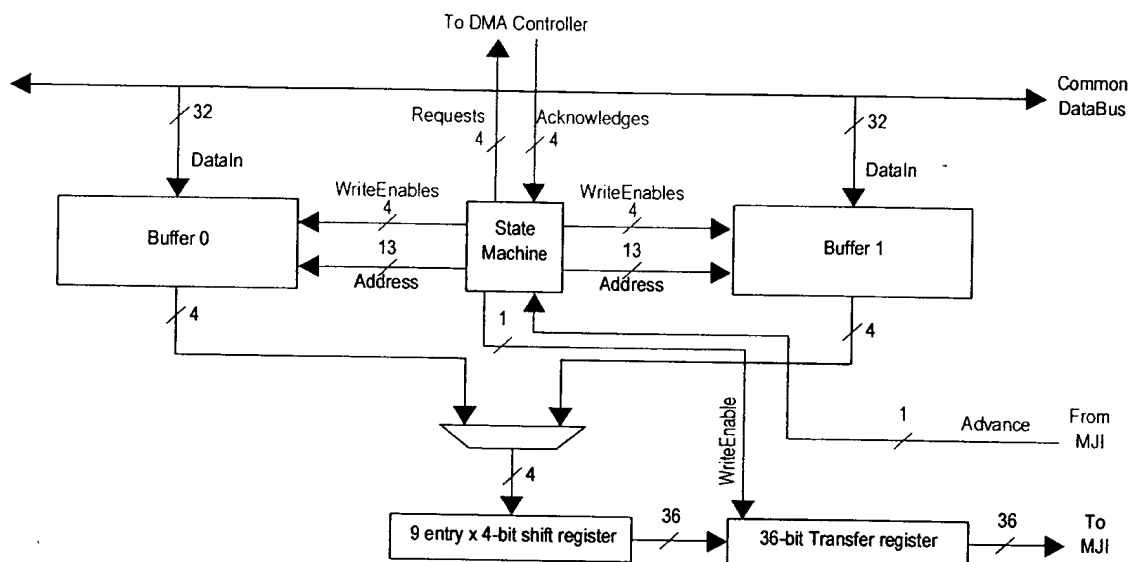 To DMA Controller
Common
DataBus
32
Requests
4
Acknowledges
4
32
DataIn
DataIn
WriteEnables
4
WriteEnables
4
Buffer 0
State
Machine
Buffer 1
13
Address
13
Address
4
1
4
WriteEnable
1
Advance
From
MJI
4
9 entry x 4-bit shift register
36
36-bit Transfer register
36
To
MJI